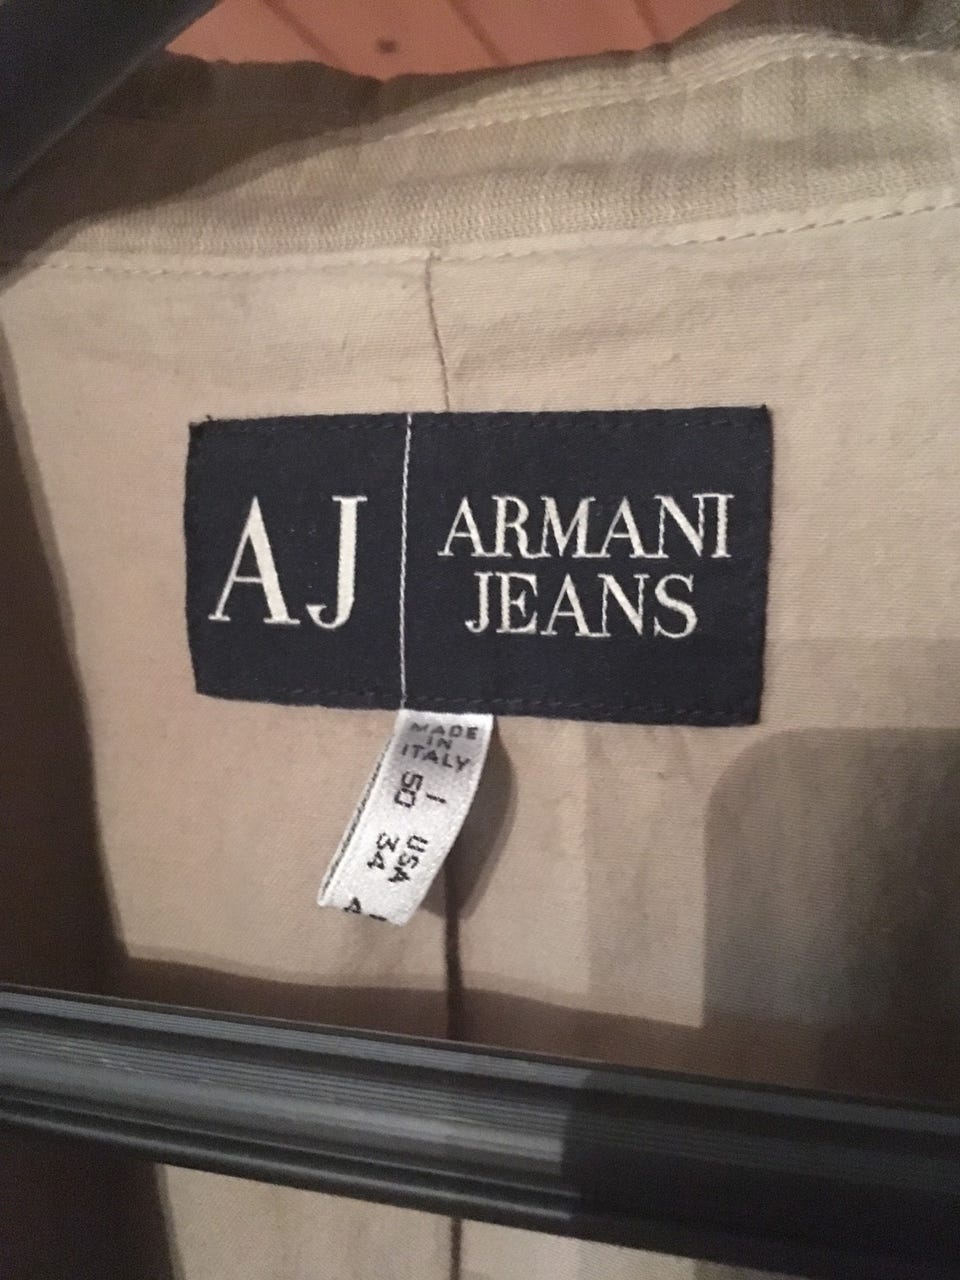 AJ
ARMANI
JEANS
MADE
IN
ITALY
I
50
USA
34